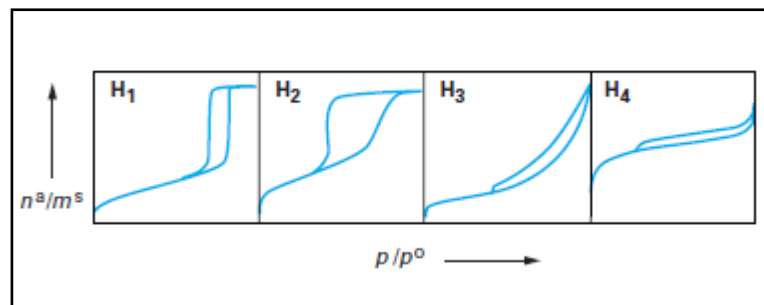 H₁ H₂ H₃ H₄
nᵃ/mˢ
p/pᵒ